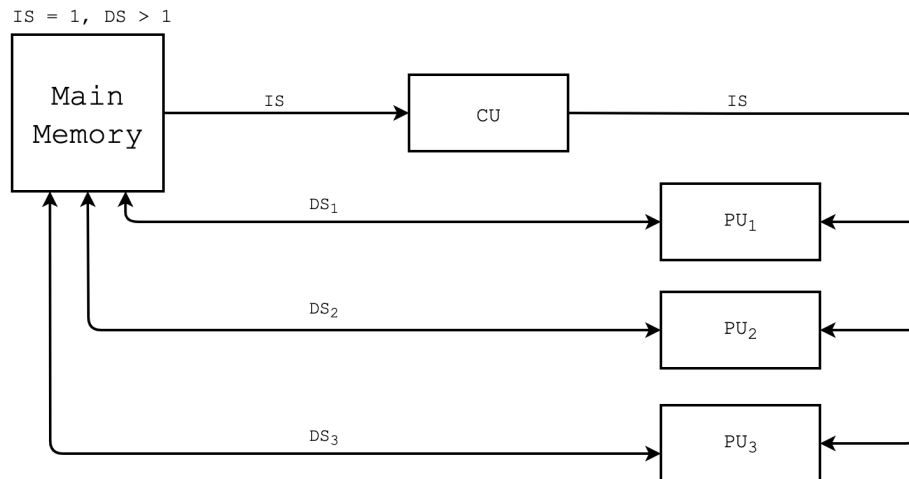 IS = 1, DS > 1
Main
Memory
IS
CU
IS
DS₁
PU₁
DS₂
PU₂
DS₃
PU₃